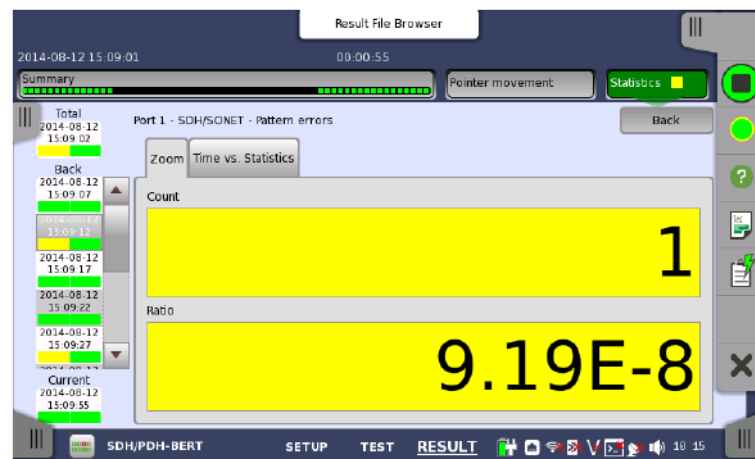 Result File Browser
2014-08-12 15:09:01
00:00:55
Summary
Pointer movement
Statistics
Total
2014-08-12
15:09:02
Port 1 - SDH/SONET - Pattern errors
Back
Zoom
Time vs. Statistics
Back
2014-08-12
15:09:07
2014-08-12
15:09:12
2014-08-12
15:09:17
2014-08-12
15:09:22
2014-08-12
15:09:27
Count
1
Ratio
9.19E-8
Current
2014-08-12
15:09:55
SDH/PDH-BERT
SETUP
TEST
RESULT
10 15